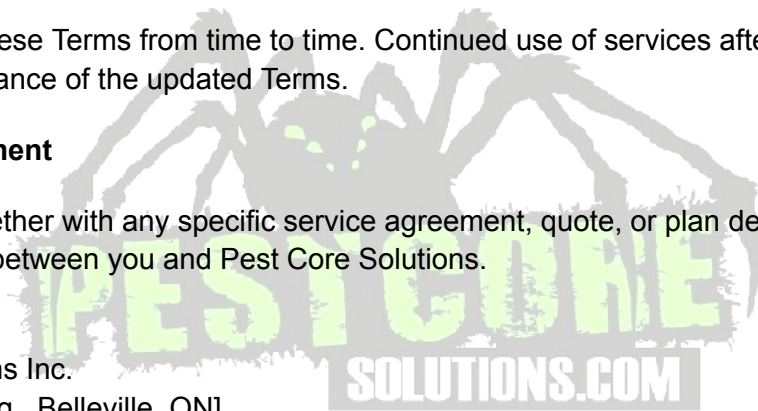 ese Terms from time to time. Continued use of services afte
ance of the updated Terms.
ment
ether with any specific service agreement, quote, or plan de
between you and Pest Core Solutions.
PESTCORE
SOLUTIONS.COM
ns Inc.
g., Belleville, ON]